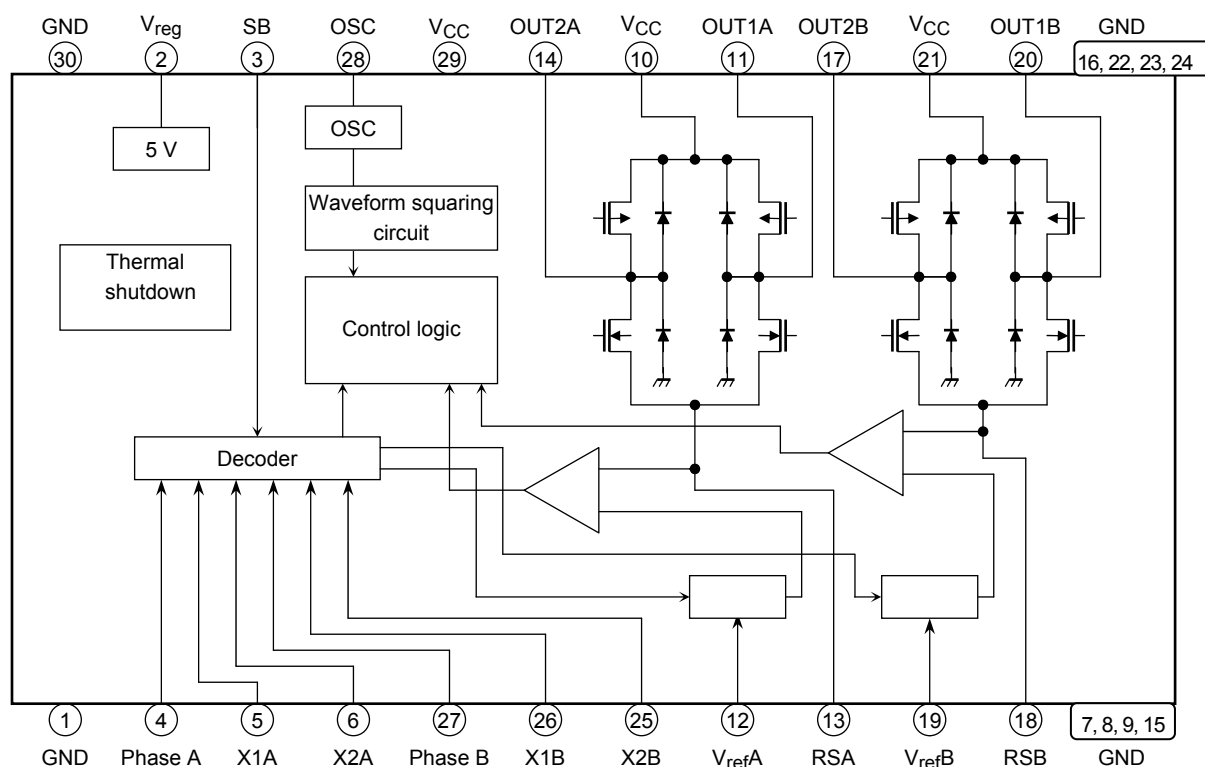 GND Vreg SB OSC VCC OUT2A VCC OUT1A OUT2B VCC OUT1B GND
30 2 3 28 29 14 10 11 17 21 20 16, 22, 23, 24
OSC
5 V
Waveform squaring
circuit
Thermal
shutdown
Control logic
Decoder
1 4 5 6 27 26 25 12 13 19 18 7, 8, 9, 15
GND Phase A X1A X2A Phase B X1B X2B VrefA RSA VrefB RSB GND